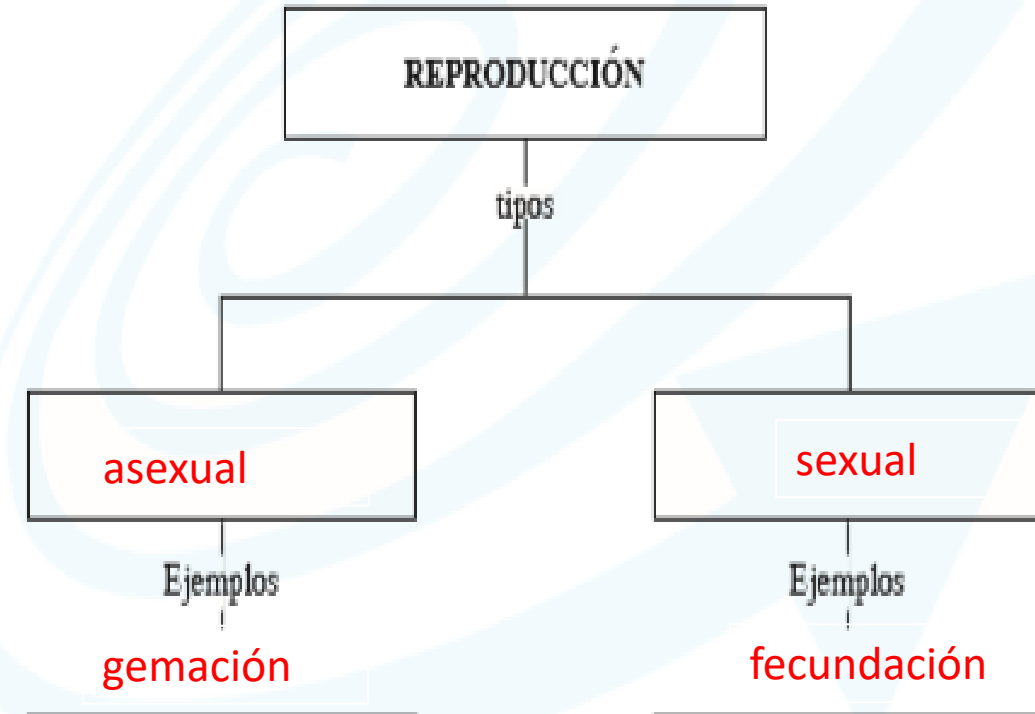 REPRODUCCIÓN
tipos
asexual
sexual
Ejemplos
Ejemplos
gemación
fecundación